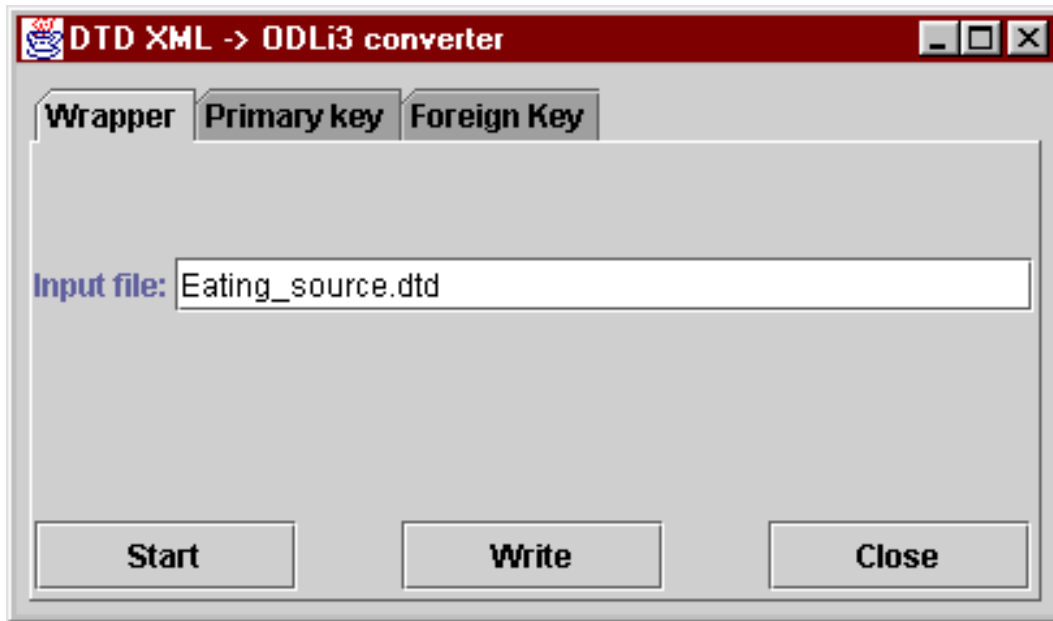 DTD XML -> ODLi3 converter
Wrapper Primary key Foreign Key
Input file: Eating_source.dtd
Start Write Close